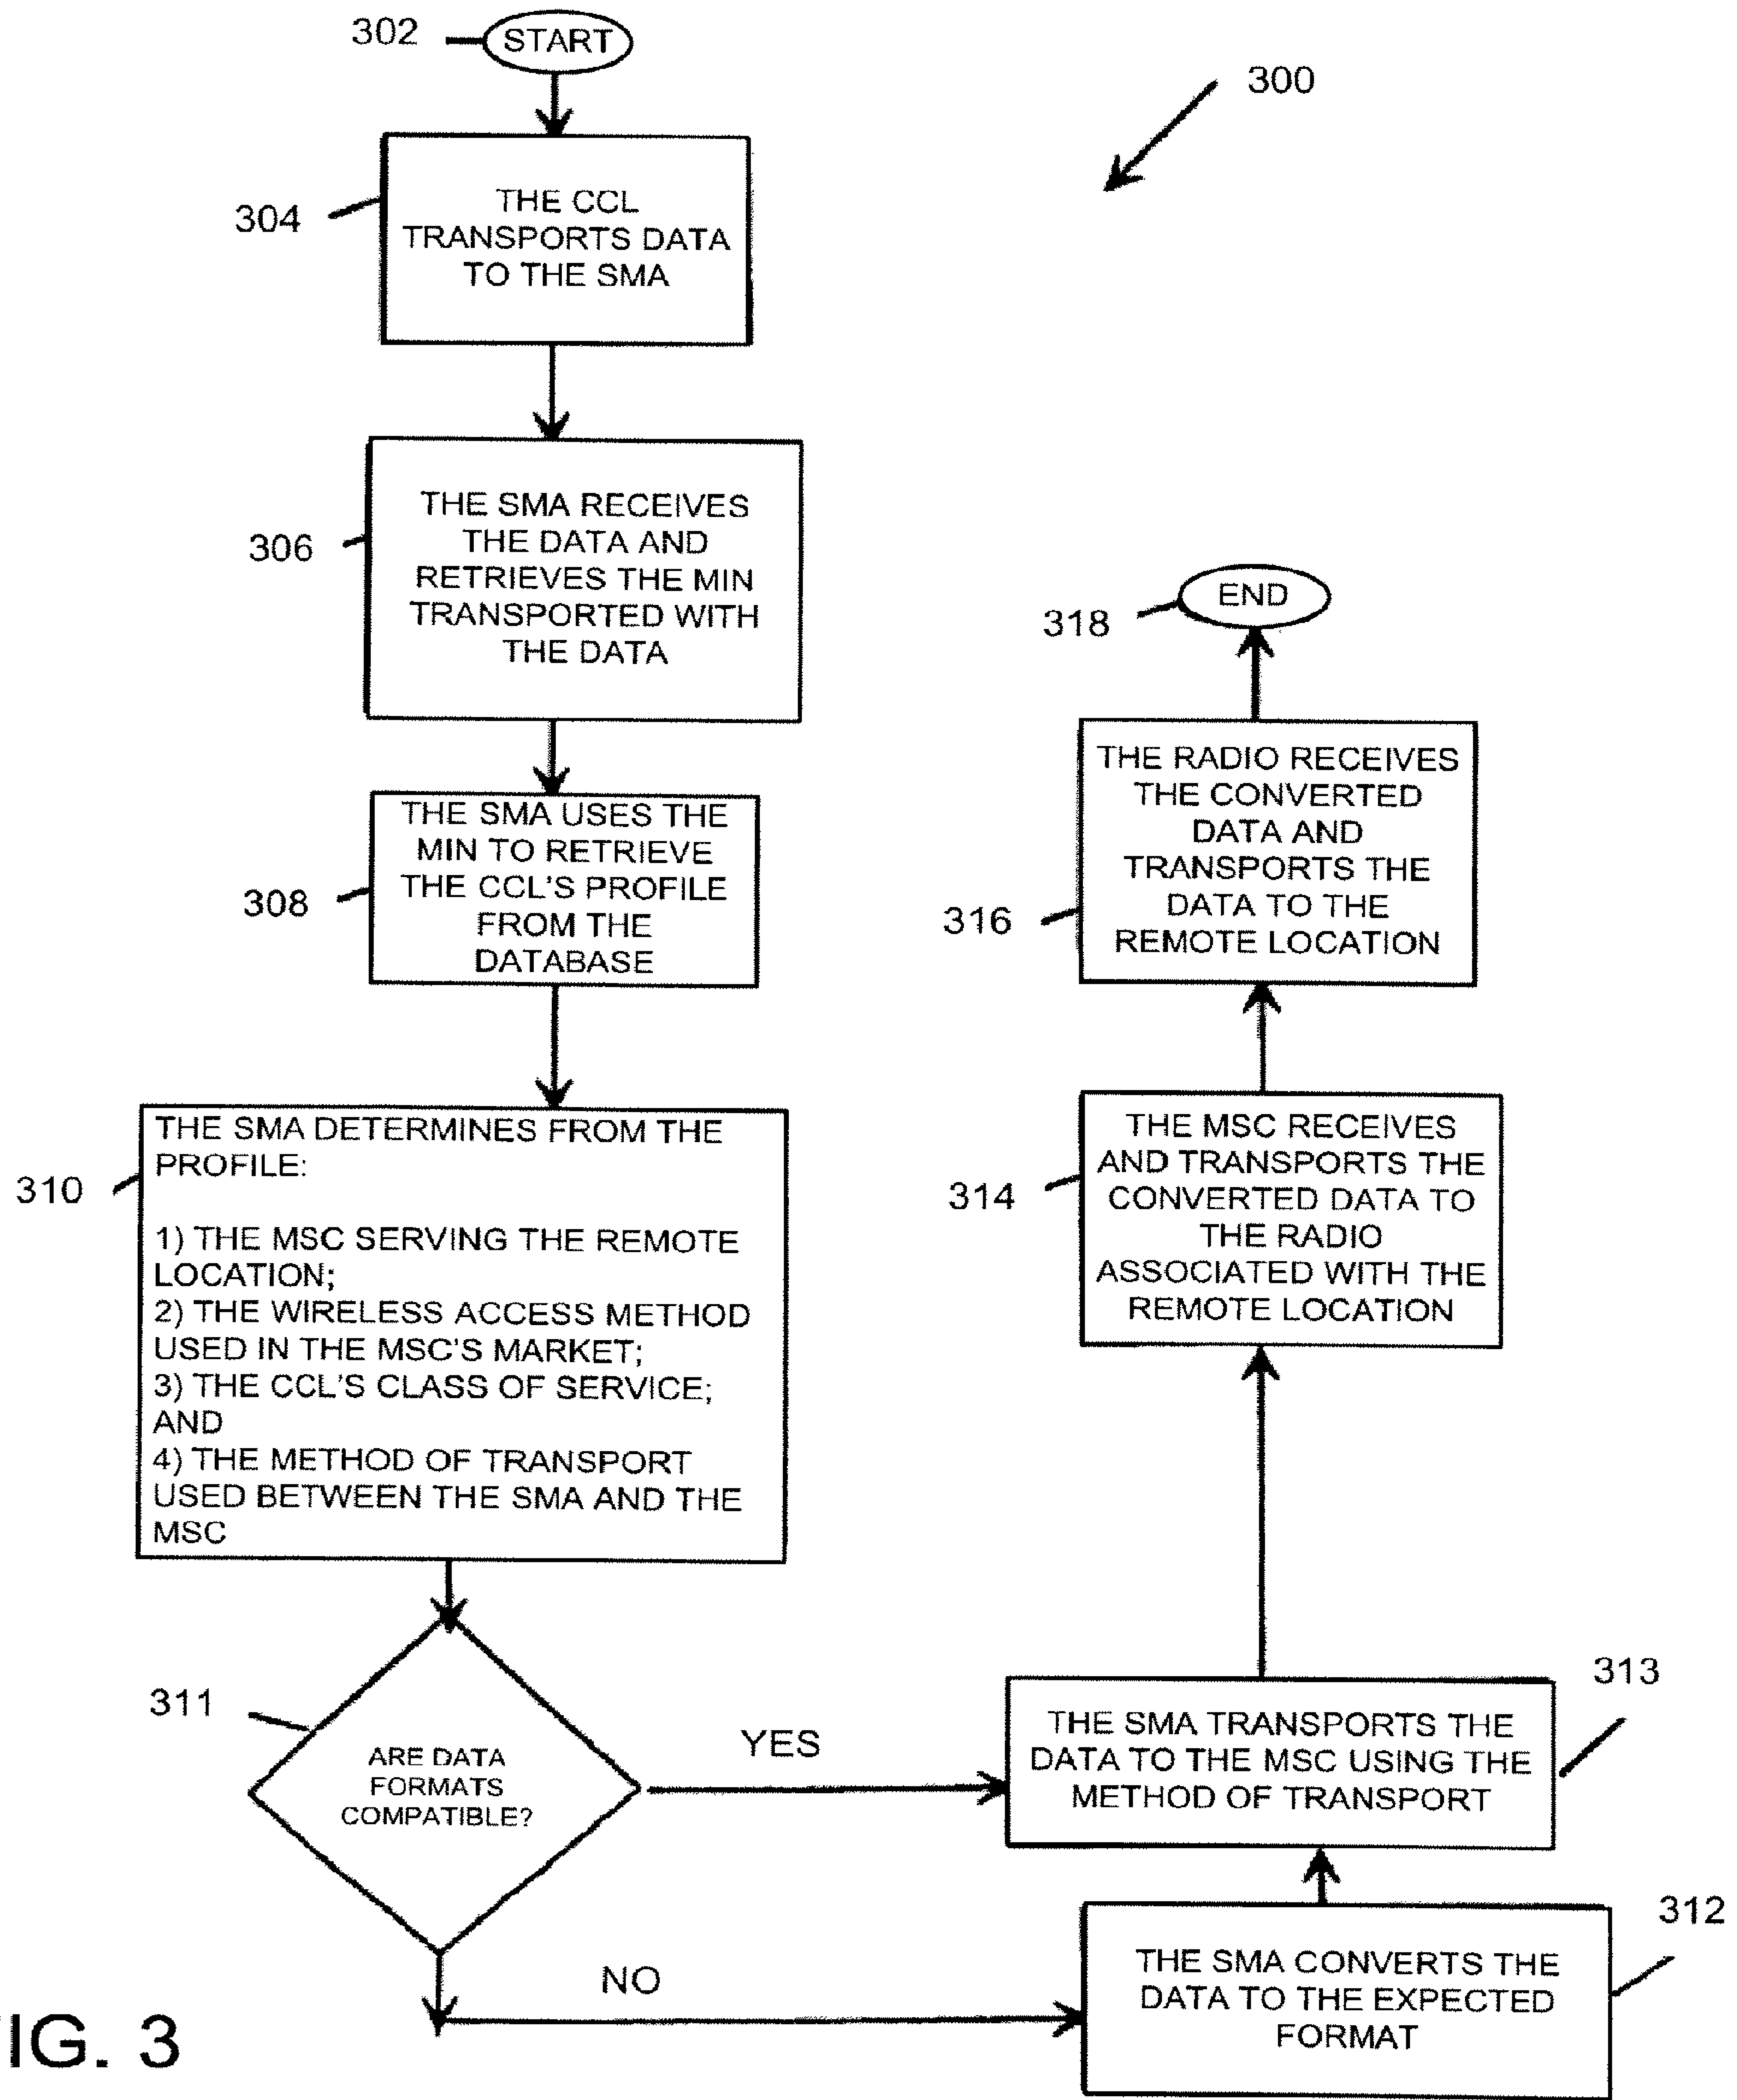 302
START
300
304
THE CCL
TRANSPORTS DATA
TO THE SMA
306
THE SMA RECEIVES
THE DATA AND
RETRIEVES THE MIN
TRANSPORTED WITH
THE DATA
308
THE SMA USES THE
MIN TO RETRIEVE
THE CCL'S PROFILE
FROM THE
DATABASE
310
THE SMA DETERMINES FROM THE
PROFILE:
1) THE MSC SERVING THE REMOTE
LOCATION;
2) THE WIRELESS ACCESS METHOD
USED IN THE MSC'S MARKET;
3) THE CCL'S CLASS OF SERVICE;
AND
4) THE METHOD OF TRANSPORT
USED BETWEEN THE SMA AND THE
MSC
311
ARE DATA
FORMATS
COMPATIBLE?
YES
NO
312
THE SMA CONVERTS THE
DATA TO THE EXPECTED
FORMAT
313
THE SMA TRANSPORTS THE
DATA TO THE MSC USING THE
METHOD OF TRANSPORT
314
THE MSC RECEIVES
AND TRANSPORTS THE
CONVERTED DATA TO
THE RADIO
ASSOCIATED WITH THE
REMOTE LOCATION
316
THE RADIO RECEIVES
THE CONVERTED
DATA AND
TRANSPORTS THE
DATA TO THE
REMOTE LOCATION
318
END
IG. 3